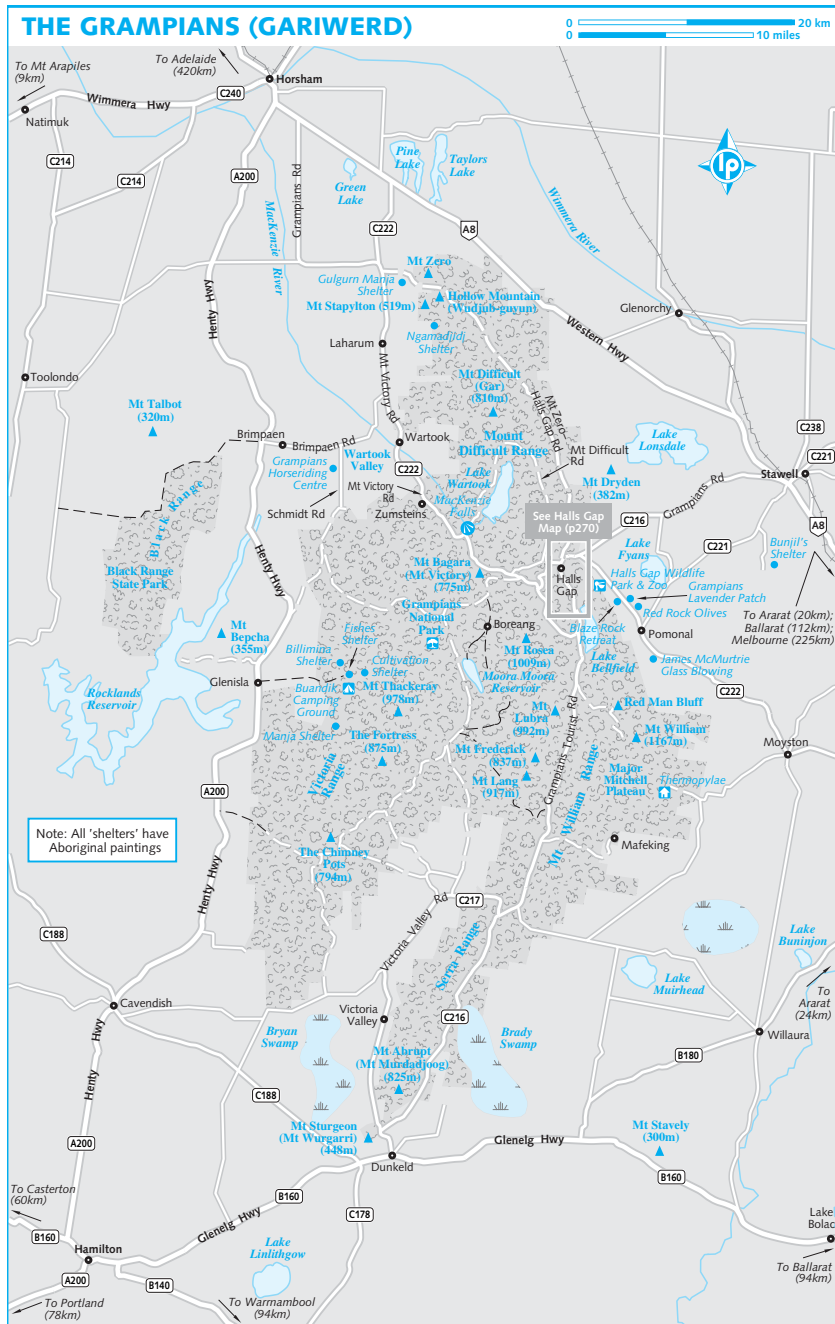 THE GRAMPIANS (GARIWERD)
0 20 km
0 10 miles
To Mt Arapiles
(9km)
To Adelaide
(420km)
Horsham
Wimmera Hwy
C240
Natimuk
C214
C214
A200
Grampians Rd
MacKenzie River
Green
Lake
Pine
Lake
Taylors
Lake
C222
A8
lp
Wimmera River
Mt Zero
Gulgurn Manja
Shelter
Hollow Mountain
(Wudjub-guyun)
Mt Stapylton (519m)
Ngamadjidj
Shelter
Glenorchy
Western Hwy
Henty Hwy
Laharum
Mt Victory Rd
Toolondo
Mt Talbot
(320m)
Mt Difficult
(Gar)
(810m)
Mt Zero
Halls Gap Rd
Brimpaen
Brimpaen Rd
Wartook
Mount
Difficult Range
Mt Difficult
Rd
Lake
Lonsdale
C238
C221
Grampians
Horseriding
Centre
Wartook
Valley
C222
Lake
Wartook
Mt Dryden
(382m)
Stawell
Mt Victory
Rd
Zumsteins
MacKenzie
Falls
Grampians Rd
Schmidt Rd
See Halls Gap
Map (p270)
C216
A8
Black Range
Black Range
State Park
Henty Hwy
Lake
Fyans
C221
Bunjil's
Shelter
Mt Bagara
(Mt Victory)
(775m)
Halls
Gap
Halls Gap Wildlife
Park & Zoo
Grampians
Lavender Patch
Red Rock Olives
Grampians
National
Park
Boreang
Blaze Rock
Retreat
Pomonal
To Ararat (20km);
Ballarat (112km);
Melbourne (225km)
Mt
Bepcha
(355m)
Fishes
Shelter
Billimina
Shelter
Cultivation
Shelter
Mt Rosea
(1009m)
Lake
Bellfield
James McMurtrie
Glass Blowing
Moora Moora
Reservoir
C222
Glenisla
Rocklands
Reservoir
Buandik
Camping
Ground
Mt Thackeray
(978m)
Mt
Lubra
(992m)
Red Man Bluff
Manja Shelter
The Fortress
(875m)
Mt William
(1167m)
Grampians Tourist Rd
Mt Frederick
(837m)
Moyston
Victoria
Range
Mt Lang
(917m)
Major
Mitchell
Plateau
Thermopylae
A200
Mt William Range
Note: All 'shelters' have
Aboriginal paintings
The Chimney
Pots
(794m)
Mafeking
Henty Hwy
Victoria Valley Rd
C217
C188
Serra Range
Lake
Buninjon
Lake
Muirhead
To
Ararat
(24km)
Cavendish
Victoria
Valley
C216
Willaura
Bryan
Swamp
Brady
Swamp
Henty Hwy
B180
Mt Abrupt
(Mt Murdadjoog)
(825m)
C188
A200
Mt Sturgeon
(Mt Wurgarri)
(448m)
Mt Stavely
(300m)
Glenelg Hwy
Dunkeld
B160
To Casterton
(60km)
B160
Glenelg Hwy
C178
B160
Lake
Bolac
Hamilton
Lake
Linlithgow
A200
B140
To Ballarat
(94km)
To Portland
(78km)
To Warrnambool
(94km)